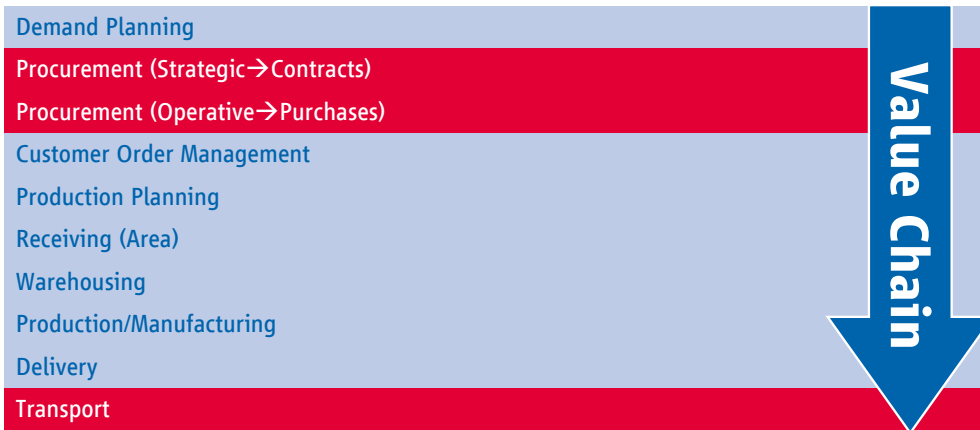 Demand Planning
Procurement (Strategic→Contracts)
Procurement (Operative→Purchases)
Customer Order Management
Production Planning
Receiving (Area)
Warehousing
Production/Manufacturing
Delivery
Transport
Value Chain